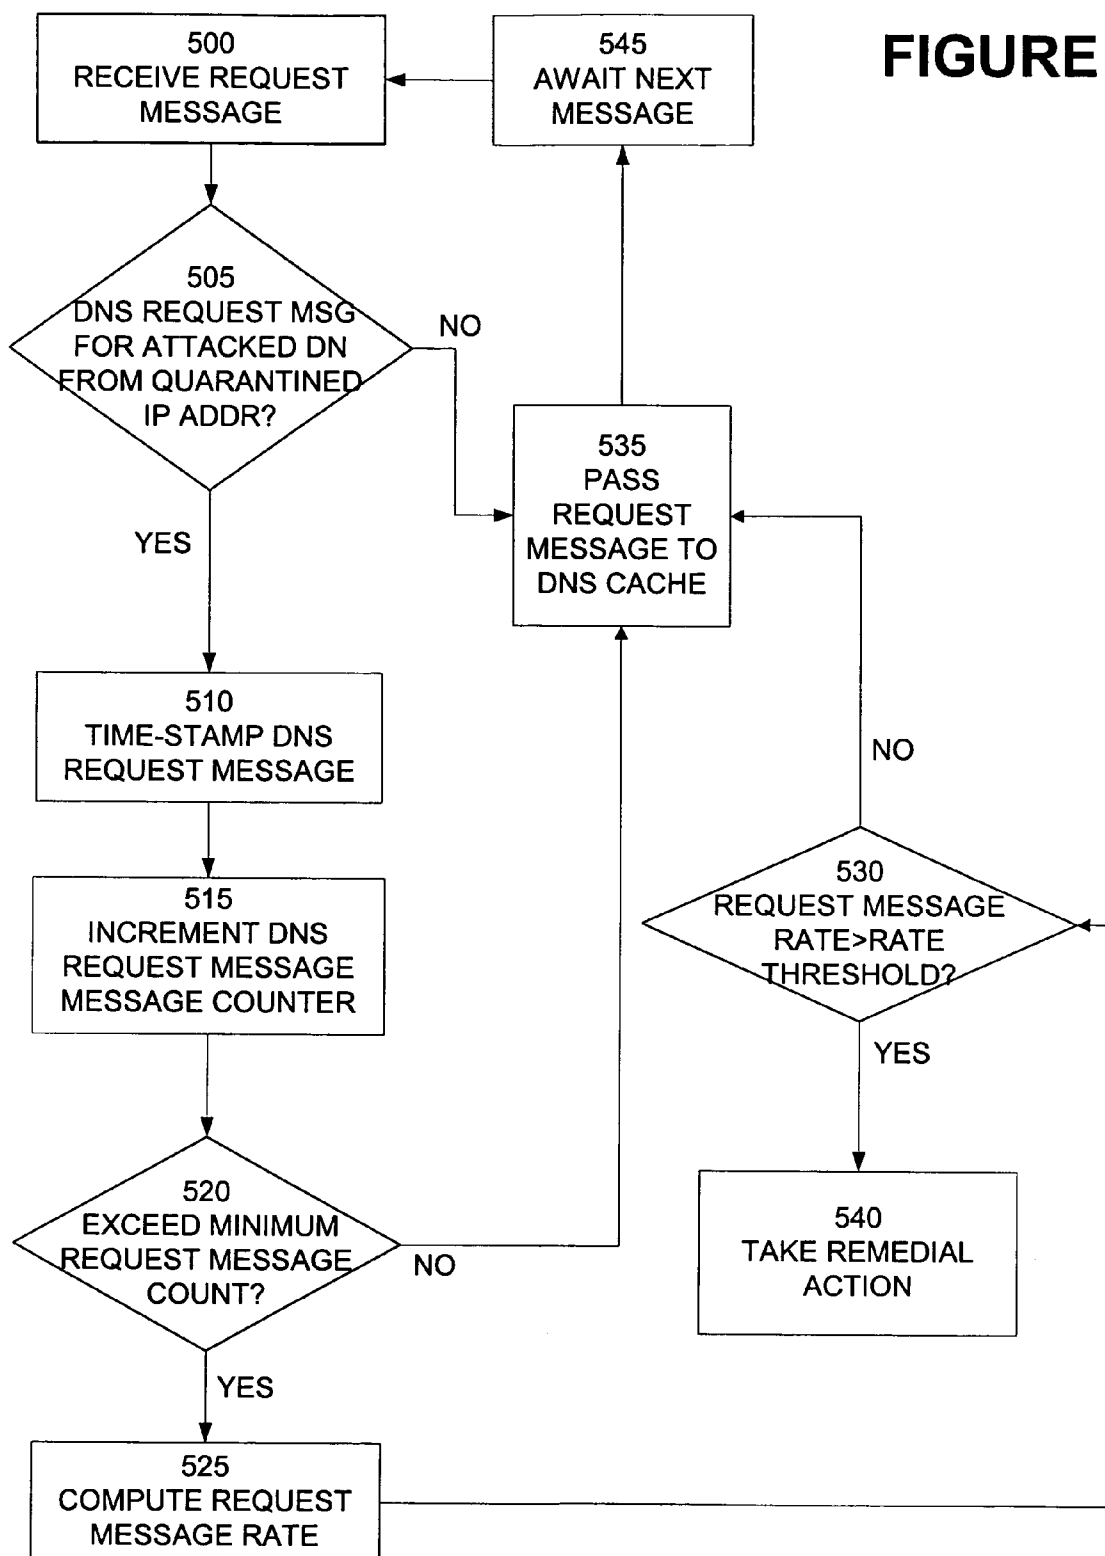 500
RECEIVE REQUEST
MESSAGE
545
AWAIT NEXT
MESSAGE
FIGURE
505
DNS REQUEST MSG
FOR ATTACKED DN
FROM QUARANTINED
IP ADDR?
NO
YES
535
PASS
REQUEST
MESSAGE TO
DNS CACHE
510
TIME-STAMP DNS
REQUEST MESSAGE
NO
515
INCREMENT DNS
REQUEST MESSAGE
MESSAGE COUNTER
530
REQUEST MESSAGE
RATE>RATE
THRESHOLD?
YES
520
EXCEED MINIMUM
REQUEST MESSAGE
COUNT?
NO
YES
540
TAKE REMEDIAL
ACTION
525
COMPUTE REQUEST
MESSAGE RATE